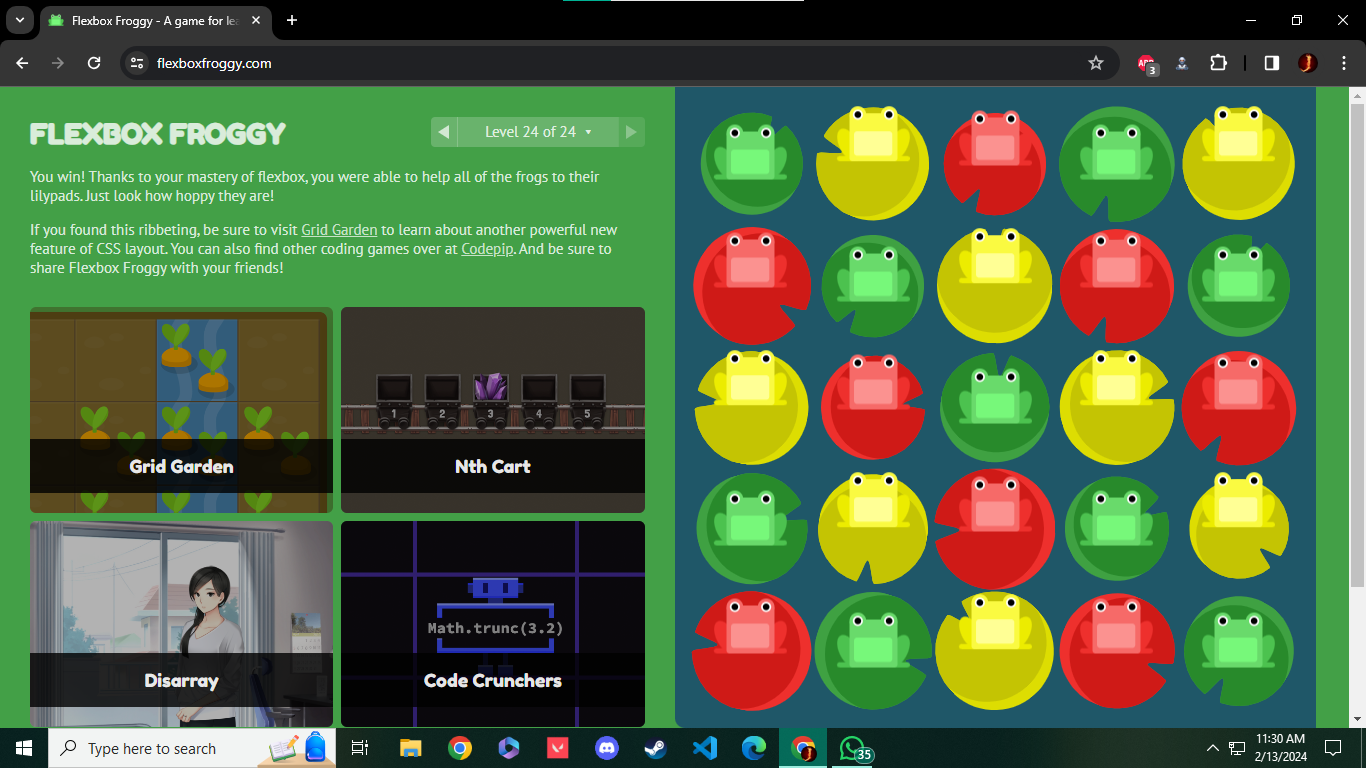 Flexbox Froggy - A game for lea
flexboxfroggy.com
ABP
3
FLEXBOX FROGGY
Level 24 of 24
You win! Thanks to your mastery of flexbox, you were able to help all of the frogs to their
lilypads. Just look how hoppy they are!
If you found this ribbeting, be sure to visit Grid Garden to learn about another powerful new
feature of CSS layout. You can also find other coding games over at Codepip. And be sure to
share Flexbox Froggy with your friends!
1 2 3 4 5
Grid Garden
Nth Cart
Math.trunc(3.2)
Disarray
Code Crunchers
Type here to search
35
11:30 AM
2/13/2024